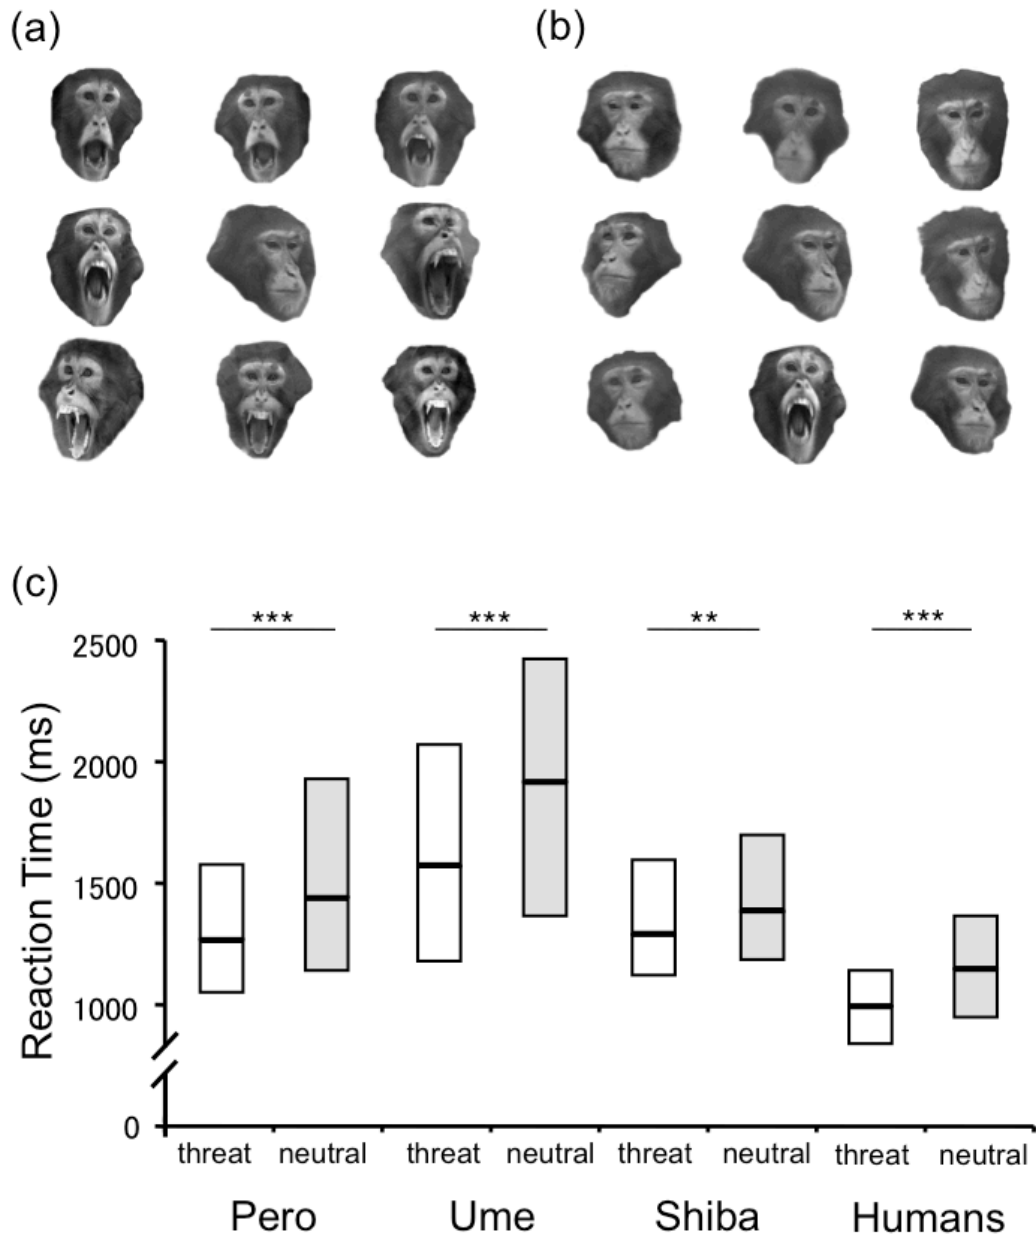 (a)
(b)
(c)
*** *** ** ***
2500
2000
1500
1000
0
Reaction Time (ms)
threat neutral threat neutral threat neutral threat neutral
Pero Ume Shiba Humans